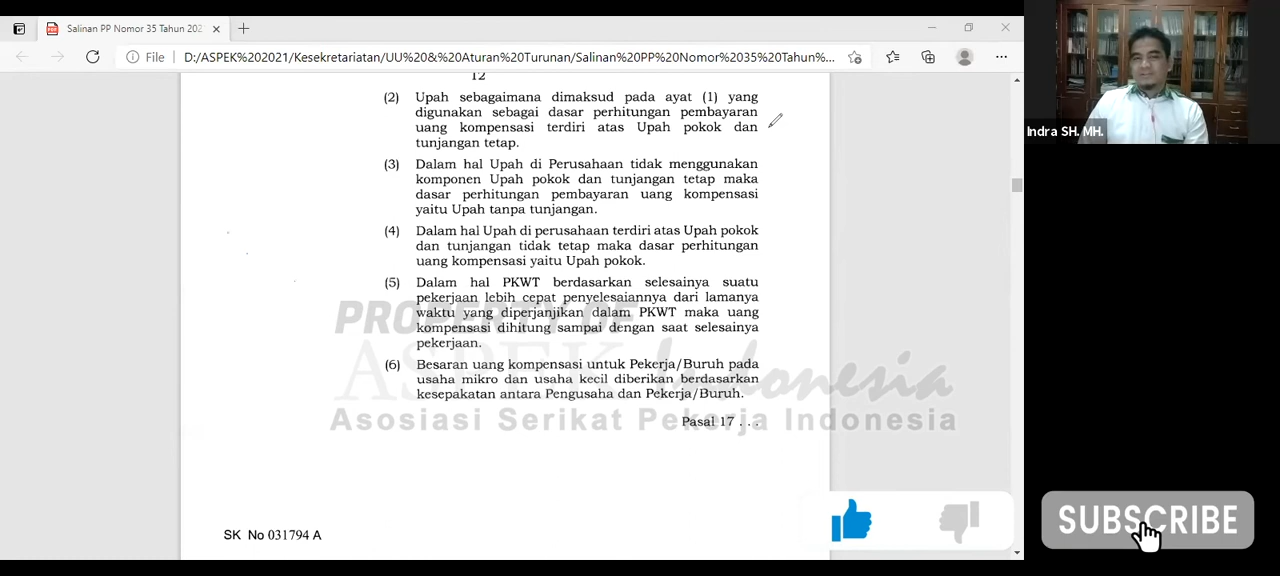 Salinan PP Nomor 35 Tahun 202
File
D:/ASPEK%202021/Kesekretariatan/UU%20&%20Aturan%20Turunan/Salinan%20PP%20Nomor%2035%20Tahun%...
12
(2) Upah sebagaimana dimaksud pada ayat (1) yang
digunakan sebagai dasar perhitungan pembayaran
uang kompensasi terdiri atas Upah pokok dan
tunjangan tetap.
(3) Dalam hal Upah di Perusahaan tidak menggunakan
komponen Upah pokok dan tunjangan tetap maka
dasar perhitungan pembayaran uang kompensasi
yaitu Upah tanpa tunjangan.
(4) Dalam hal Upah di perusahaan terdiri atas Upah pokok
dan tunjangan tidak tetap maka dasar perhitungan
uang kompensasi yaitu Upah pokok.
(5) Dalam hal PKWT berdasarkan selesainya suatu
pekerjaan lebih cepat penyelesaiannya dari lamanya
waktu yang diperjanjikan dalam PKWT maka uang
kompensasi dihitung sampai dengan saat selesainya
pekerjaan.
(6) Besaran uang kompensasi untuk Pekerja/Buruh pada
usaha mikro dan usaha kecil diberikan berdasarkan
kesepakatan antara Pengusaha dan Pekerja/Buruh.
Pasal 17 . . .
SK No 031794 A
PROPERTY OF
ASPEK Indonesia
Asosiasi Serikat Pekerja Indonesia
Indra SH. MH.
SUBSCRIBE